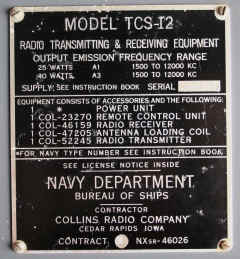 MODEL TCS-12
RADIO TRANSMITTING & RECEIVING EQUIPMENT
OUTPUT EMISSION FREQUENCY RANGE
25 WATTS A1 1500 TO 12000 KC
10 WATTS A3 1500 TO 12000 KC
SUPPLY: SEE INSTRUCTION BOOK SERIAL
EQUIPMENT CONSISTS OF ACCESSORIES AND THE FOLLOWING:
1 * POWER UNIT
1 COL-23270 REMOTE CONTROL UNIT
1 COL-46159 RADIO RECEIVER
1 COL-47205 ANTENNA LOADING COIL
1 COL-52245 RADIO TRANSMITTER
*FOR NAVY TYPE NUMBER SEE INSTRUCTION BOOK
SEE LICENSE NOTICE INSIDE
NAVY DEPARTMENT
BUREAU OF SHIPS
CONTRACTOR
COLLINS RADIO COMPANY
CEDAR RAPIDS IOWA
CONTRACT NXSR-46026